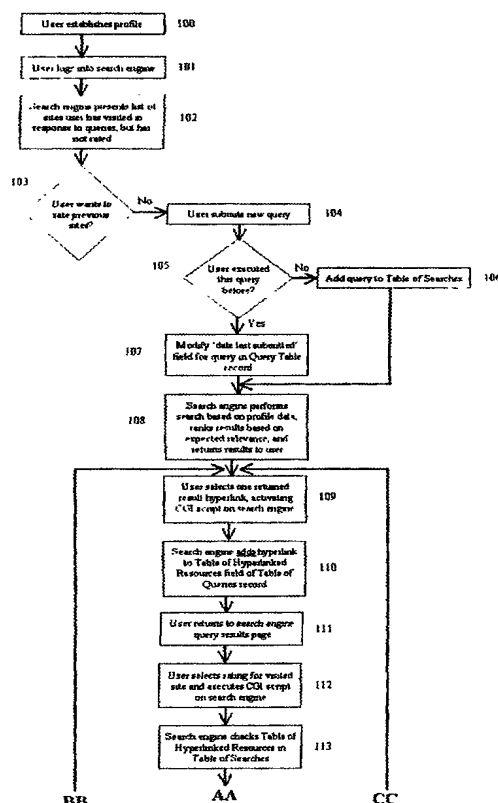 User establishes profile
100
User logs into search engine
101
Search engine presents list of
sites user has visited in
response to queries, but has
not rated
102
103
User wants to
rate previous
sites?
No
User submits new query
104
105
User executed
this query
before?
No
Add query to Table of Searches
106
Yes
107
Modify 'date last submitted'
field for query in Query Table
record
108
Search engine performs
search based on profile data,
ranks results based on
expected relevance, and
returns results to user
User selects one returned
result hyperlink, activating
CGI script on search engine
109
Search engine adds hyperlink
to Table of Hyperlinked
Resources field of Table of
Queries record
110
User returns to search engine
query results page
111
User selects rating for visited
site and executes CGI script
on search engine
112
Search engine checks Table of
Hyperlinked Resources in
Table of Searches
113
BB
AA
CC